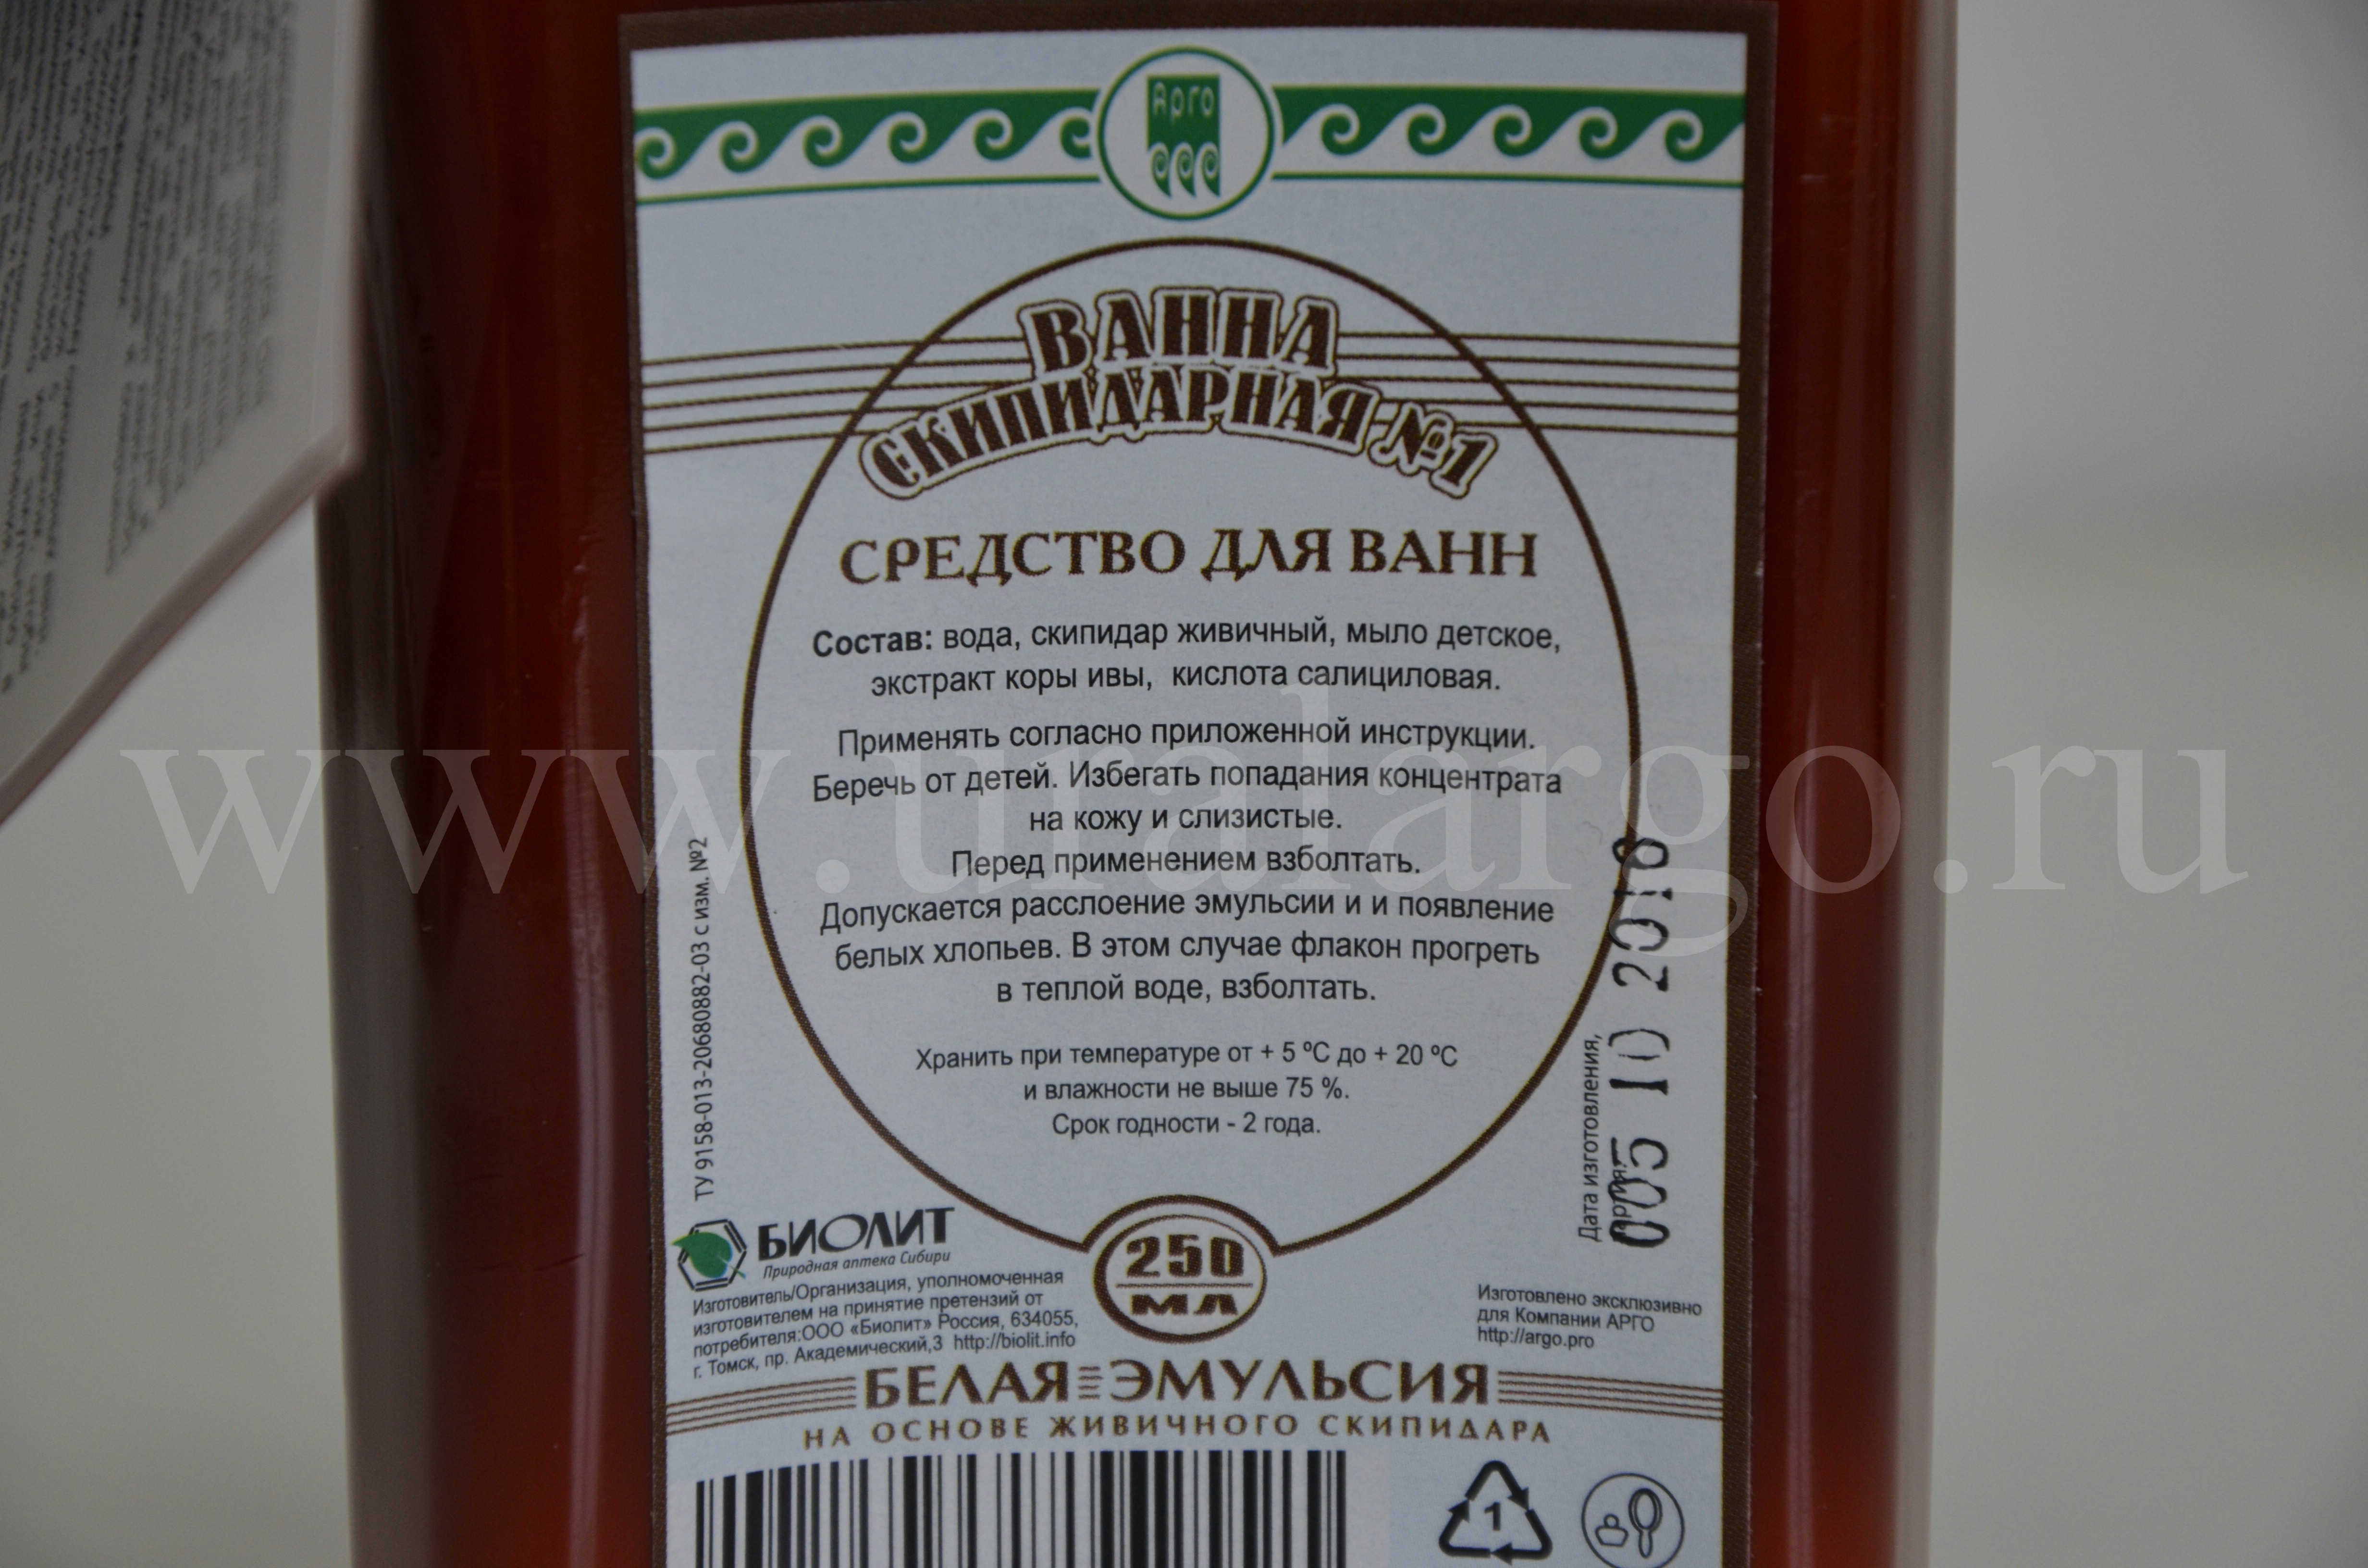 Арго
ВАННА
СКИПИДАРНАЯ №1
СРЕДСТВО ДЛЯ ВАНН
Состав: вода, скипидар живичный, мыло детское,
экстракт коры ивы, кислота салициловая.
Применять согласно приложенной инструкции.
Беречь от детей. Избегать попадания концентрата
на кожу и слизистые.
Перед применением взболтать.
Допускается расслоение эмульсии и и появление
белых хлопьев. В этом случае флакон прогреть
в теплой воде, взболтать.
Хранить при температуре от + 5 ºС до + 20 ºС
и влажности не выше 75 %.
Срок годности - 2 года.
ТУ 9158-013-20680882-03 с изм. №2
Дата изготовления,
005 10 2018
БИОЛИТ
Природная аптека Сибири
Изготовитель/Организация, уполномоченная
изготовителем на принятие претензий от
потребителя:ООО «Биолит» Россия, 634055,
г. Томск, пр. Академический,3 http://biolit.info
250
МЛ
Изготовлено эксклюзивно
для Компании АРГО
http://argo.pro
БЕЛАЯ ЭМУЛЬСИЯ
НА ОСНОВЕ ЖИВИЧНОГО СКИПИДАРА
1
www.uralargo.ru